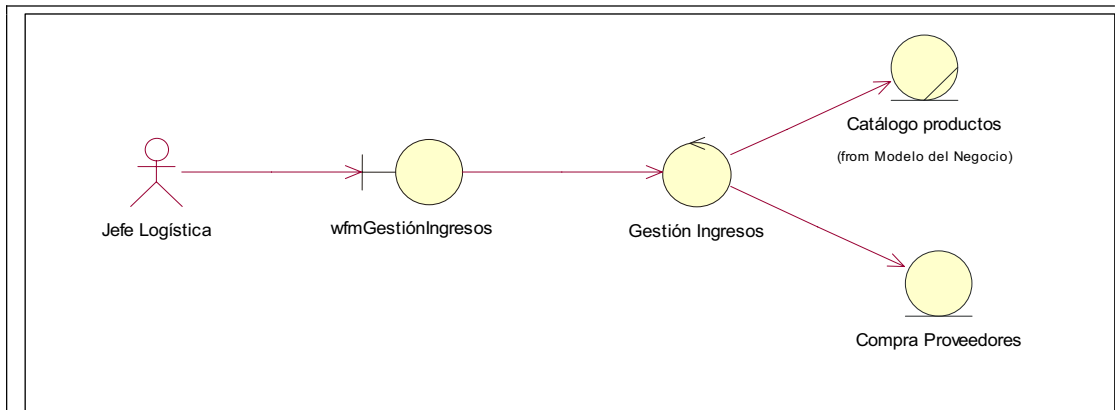 Catálogo productos
(from Modelo del Negocio)
Jefe Logística
wfmGestiónIngresos
Gestión Ingresos
Compra Proveedores